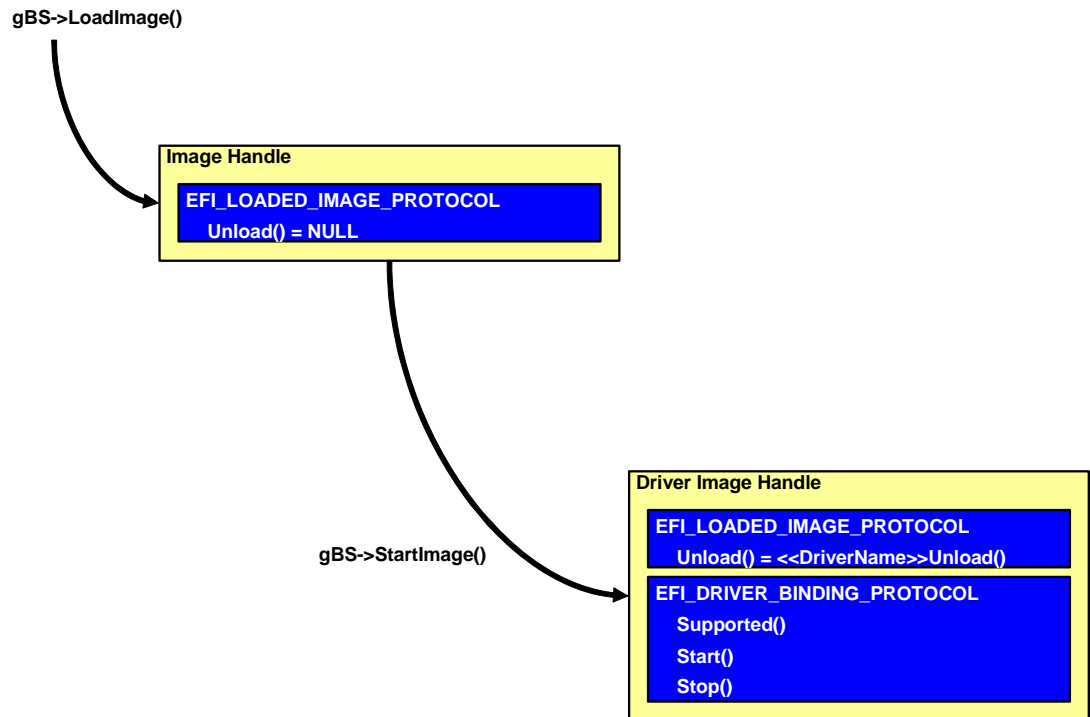 gBS->LoadImage()
Image Handle
EFI_LOADED_IMAGE_PROTOCOL
Unload() = NULL
gBS->StartImage()
Driver Image Handle
EFI_LOADED_IMAGE_PROTOCOL
Unload() = <<DriverName>>Unload()
EFI_DRIVER_BINDING_PROTOCOL
Supported()
Start()
Stop()